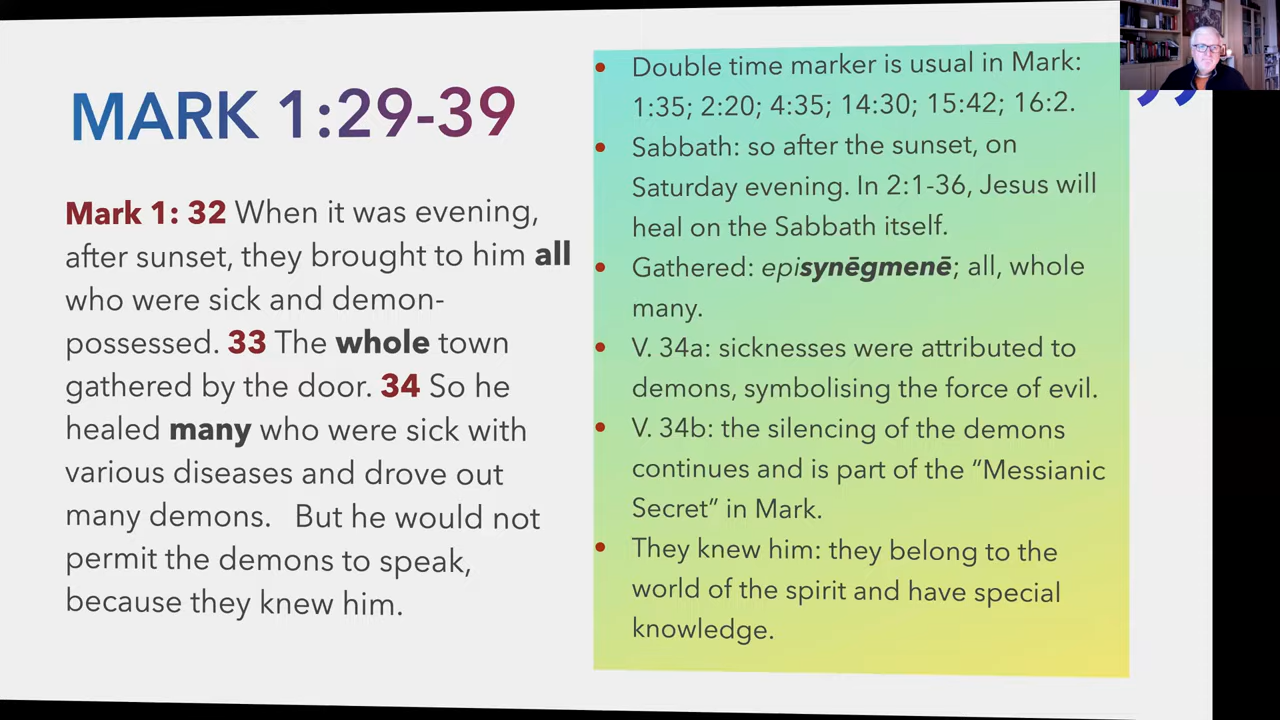 MARK 1:29-39
Mark 1: 32 When it was evening,
after sunset, they brought to him all
who were sick and demon-
possessed. 33 The whole town
gathered by the door. 34 So he
healed many who were sick with
various diseases and drove out
many demons. But he would not
permit the demons to speak,
because they knew him.
• Double time marker is usual in Mark:
1:35; 2:20; 4:35; 14:30; 15:42; 16:2.
• Sabbath: so after the sunset, on
Saturday evening. In 2:1-36, Jesus will
heal on the Sabbath itself.
• Gathered: episynēgmenē; all, whole
many.
• V. 34a: sicknesses were attributed to
demons, symbolising the force of evil.
• V. 34b: the silencing of the demons
continues and is part of the “Messianic
Secret” in Mark.
• They knew him: they belong to the
world of the spirit and have special
knowledge.